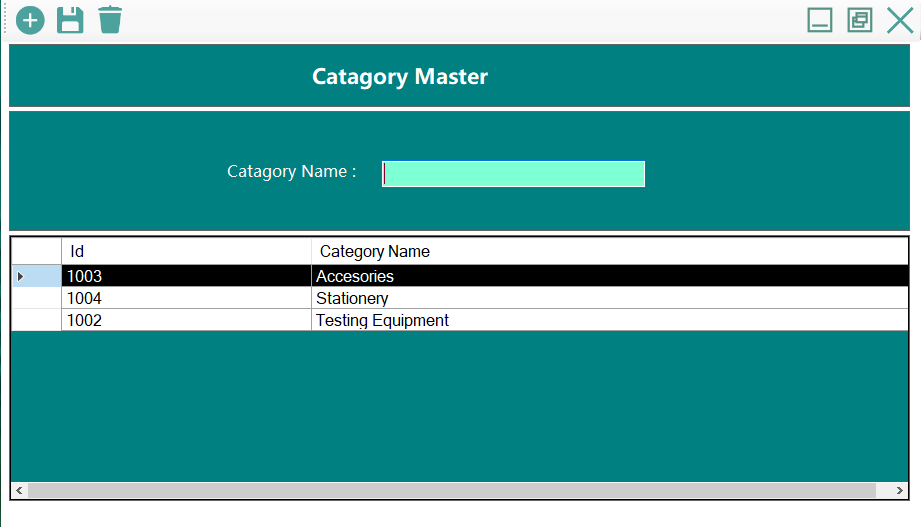 Catagory Master
Catagory Name :
Id Category Name
1003 Accesories
1004 Stationery
1002 Testing Equipment